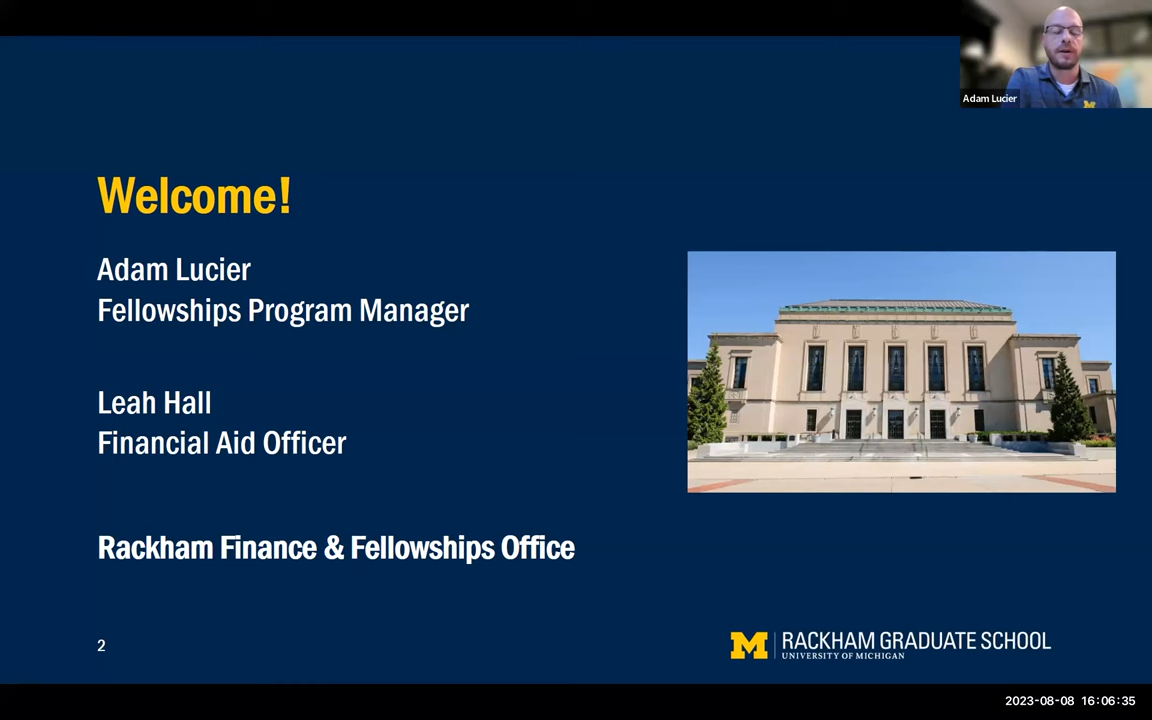 Adam Lucier
Welcome!
Adam Lucier
Fellowships Program Manager
Leah Hall
Financial Aid Officer
Rackham Finance & Fellowships Office
2
M RACKHAM GRADUATE SCHOOL
UNIVERSITY OF MICHIGAN
2023-08-08 16:06:35